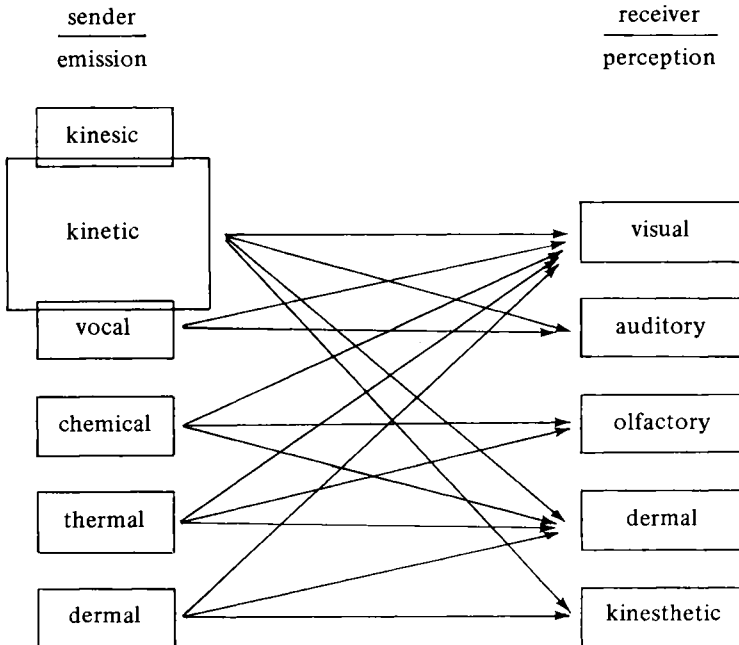 sender
emission
receiver
perception
kinesic
kinetic
vocal
chemical
thermal
dermal
visual
auditory
olfactory
dermal
kinesthetic